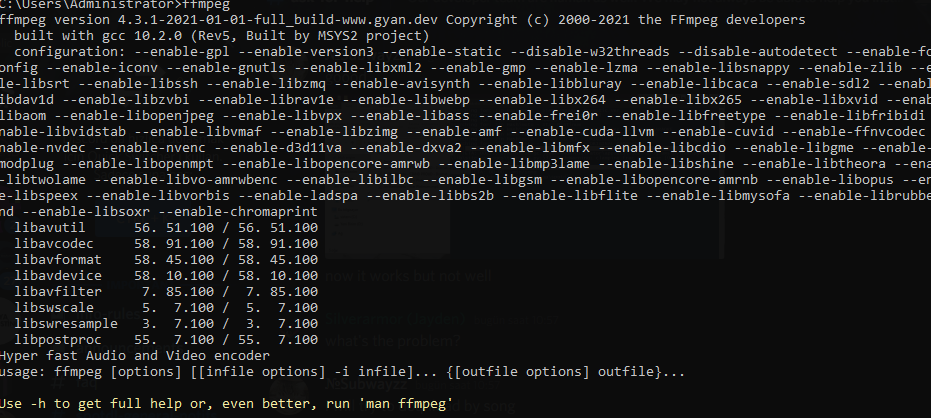 C:\Users\Administrator>ffmpeg
ffmpeg version 4.3.1-2021-01-01-full_build-www.gyan.dev Copyright (c) 2000-2021 the FFmpeg developers
built with gcc 10.2.0 (Rev5, Built by MSYS2 project)
configuration: --enable-gpl --enable-version3 --enable-static --disable-w32threads --disable-autodetect --enable-fo
onfig --enable-iconv --enable-gnutls --enable-libxml2 --enable-gmp --enable-lzma --enable-libsnappy --enable-zlib --e
le-libsrt --enable-libssh --enable-libzmq --enable-avisynth --enable-libbluray --enable-libcaca --enable-sdl2 --enabl
ibdav1d --enable-libzvbi --enable-librav1e --enable-libwebp --enable-libx264 --enable-libx265 --enable-libxvid --enab
libaom --enable-libopenjpeg --enable-libvpx --enable-libass --enable-frei0r --enable-libfreetype --enable-libfribidi
enable-libvidstab --enable-libvmaf --enable-libzimg --enable-amf --enable-cuda-llvm --enable-cuvid --enable-ffnvcodec
enable-nvdec --enable-nvenc --enable-d3d11va --enable-dxva2 --enable-libmfx --enable-libcdio --enable-libgme --enable
modplug --enable-libopenmpt --enable-libopencore-amrwb --enable-libmp3lame --enable-libshine --enable-libtheora --ena
-libtwolame --enable-libvo-amrwbenc --enable-libilbc --enable-libgsm --enable-libopencore-amrnb --enable-libopus --en
e-libspeex --enable-libvorbis --enable-ladspa --enable-libbs2b --enable-libflite --enable-libmysofa --enable-librubbe
nd --enable-libsoxr --enable-chromaprint
libavutil 56. 51.100 / 56. 51.100
libavcodec 58. 91.100 / 58. 91.100
libavformat 58. 45.100 / 58. 45.100
libavdevice 58. 10.100 / 58. 10.100
libavfilter 7. 85.100 / 7. 85.100
now it works but not well
libswscale 5. 7.100 / 5. 7.100
libswresample 3. 7.100 / 3. 7.100
libpostproc 55. 7.100 / 55. 7.100
what's the problem?
Hyper fast Audio and Video encoder
usage: ffmpeg [options] [[infile options] -i infile]... {[outfile options] outfile}...
Use -h to get full help or, even better, run 'man ffmpeg'